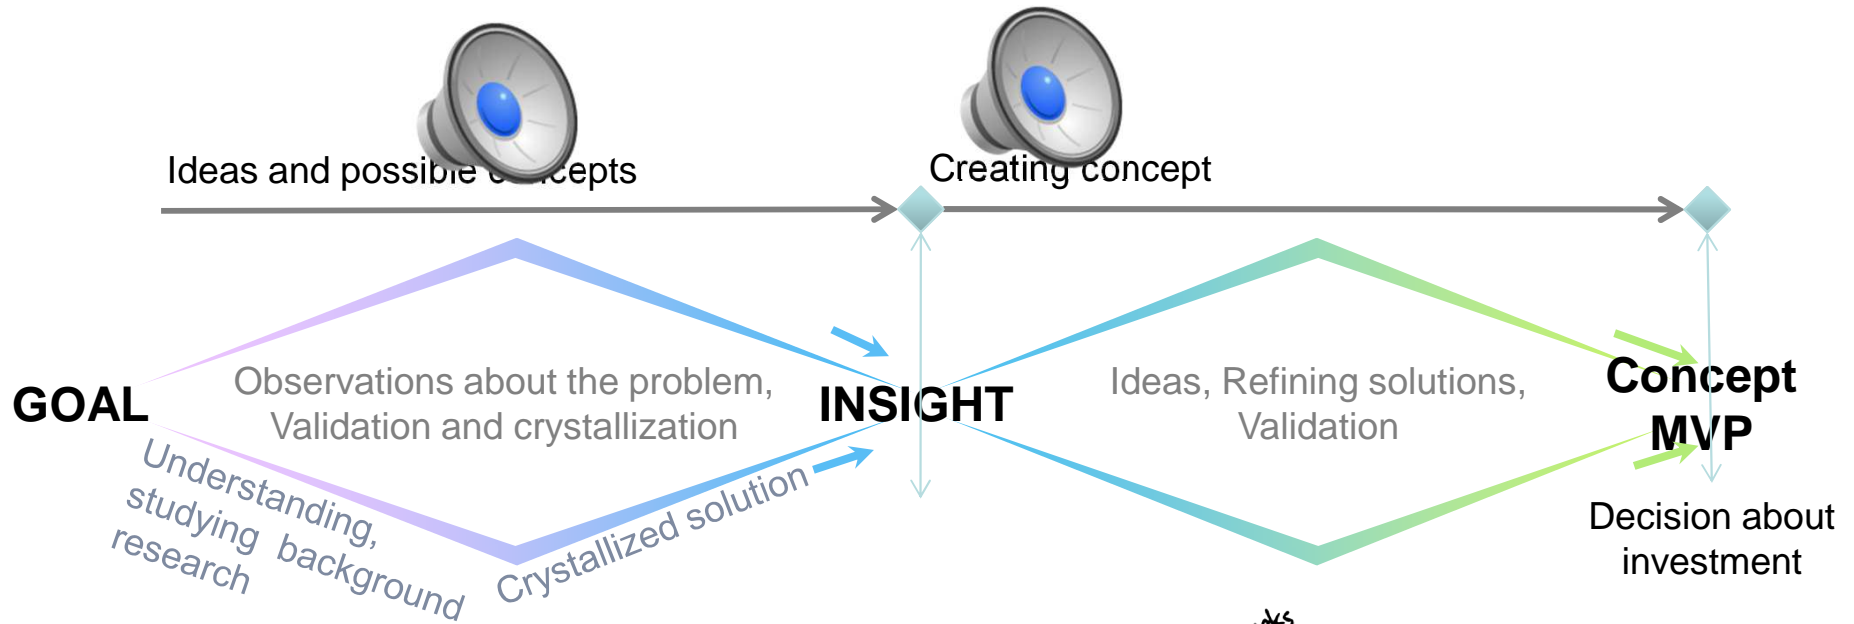 Ideas and possible concepts
Creating concept
GOAL
Observations about the problem,
Validation and crystallization
INSIGHT
Ideas, Refining solutions,
Validation
Concept
MVP
Understanding,
studying background
research
Crystallized solution
Decision about
investment